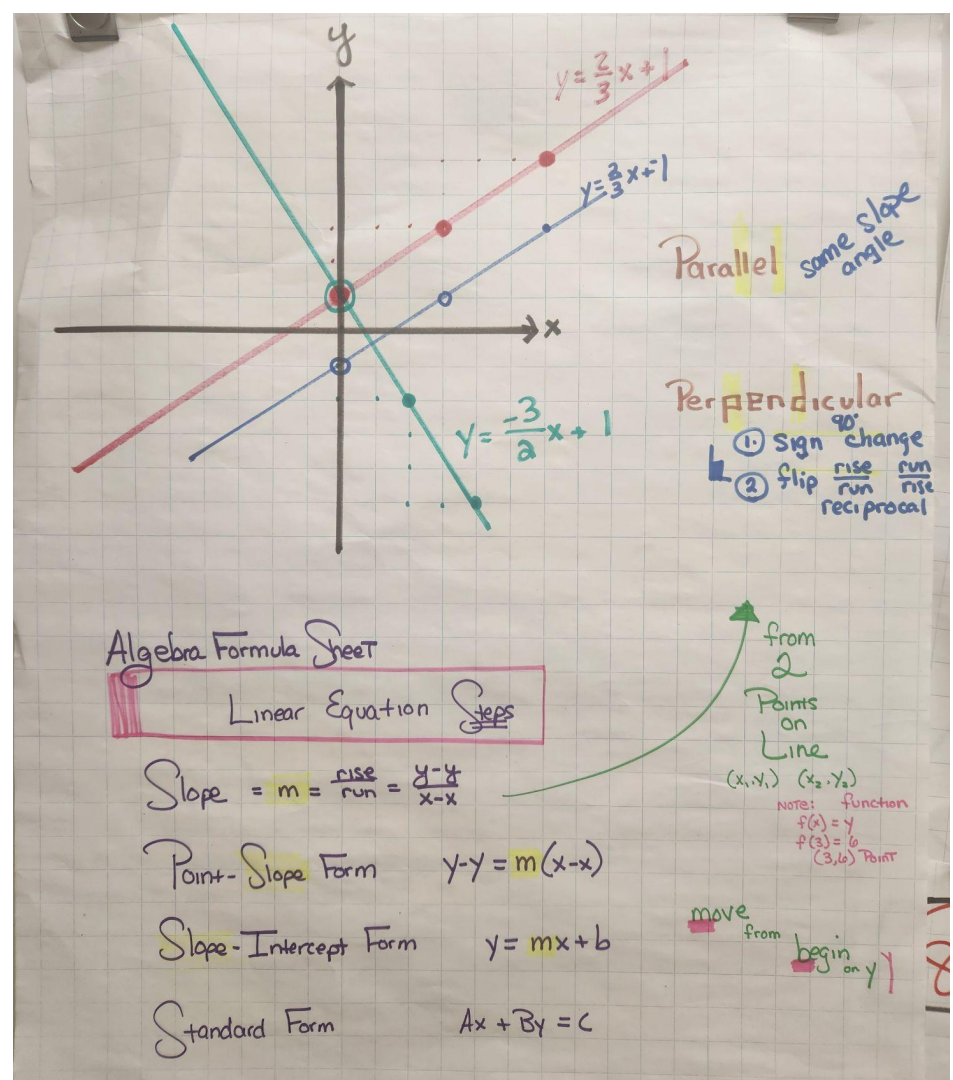 y
y = 2/3 x + 1
y = 2/3 x + -1
x
Parallel same slope
angle
y = -3/2 x + 1
Perpendicular
90°
① Sign change
② flip rise/run run/rise
reciprocal
Algebra Formula Sheet
Linear Equation Steps
Slope = m = rise/run = y-y/x-x
from
2
Points
on
Line
(x₁,y₁) (x₂,y₂)
NOTE: function
f(x) = y
f(3) = 6
(3,6) Point
Point-Slope Form y-y = m(x-x)
Slope-Intercept Form y = mx+b
move
from
begin
on y y
Standard Form Ax + By = C